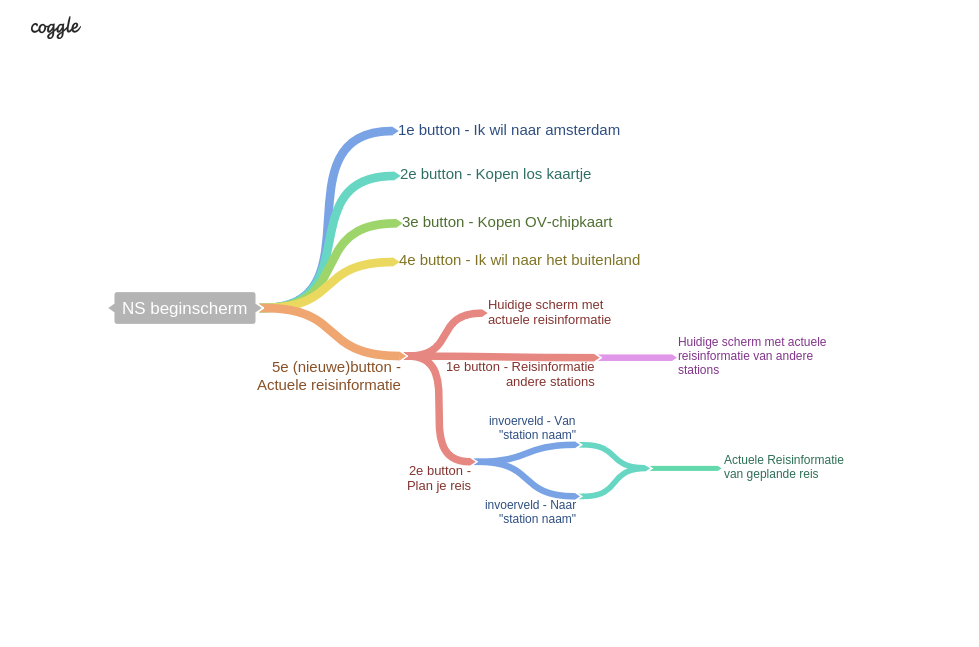 coggle
1e button - Ik wil naar amsterdam
2e button - Kopen los kaartje
3e button - Kopen OV-chipkaart
4e button - Ik wil naar het buitenland
NS beginscherm
5e (nieuwe)button -
Actuele reisinformatie
Huidige scherm met
actuele reisinformatie
1e button - Reisinformatie
andere stations
Huidige scherm met actuele
reisinformatie van andere
stations
2e button -
Plan je reis
invoerveld - Van
"station naam"
invoerveld - Naar
"station naam"
Actuele Reisinformatie
van geplande reis